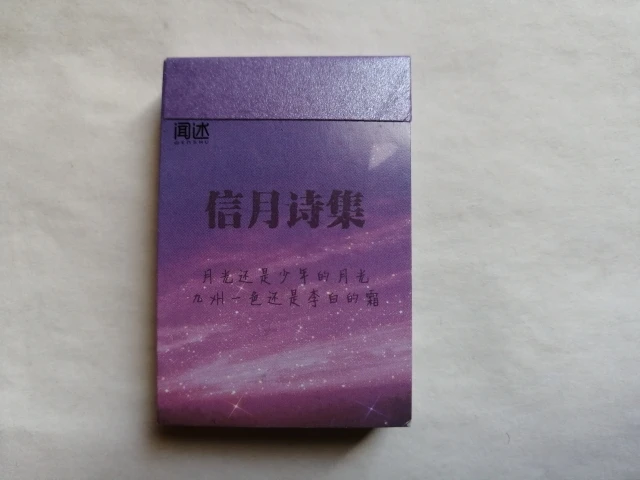 闻述
信月诗集
月光还是少年的月光
九州一色还是李白的霜